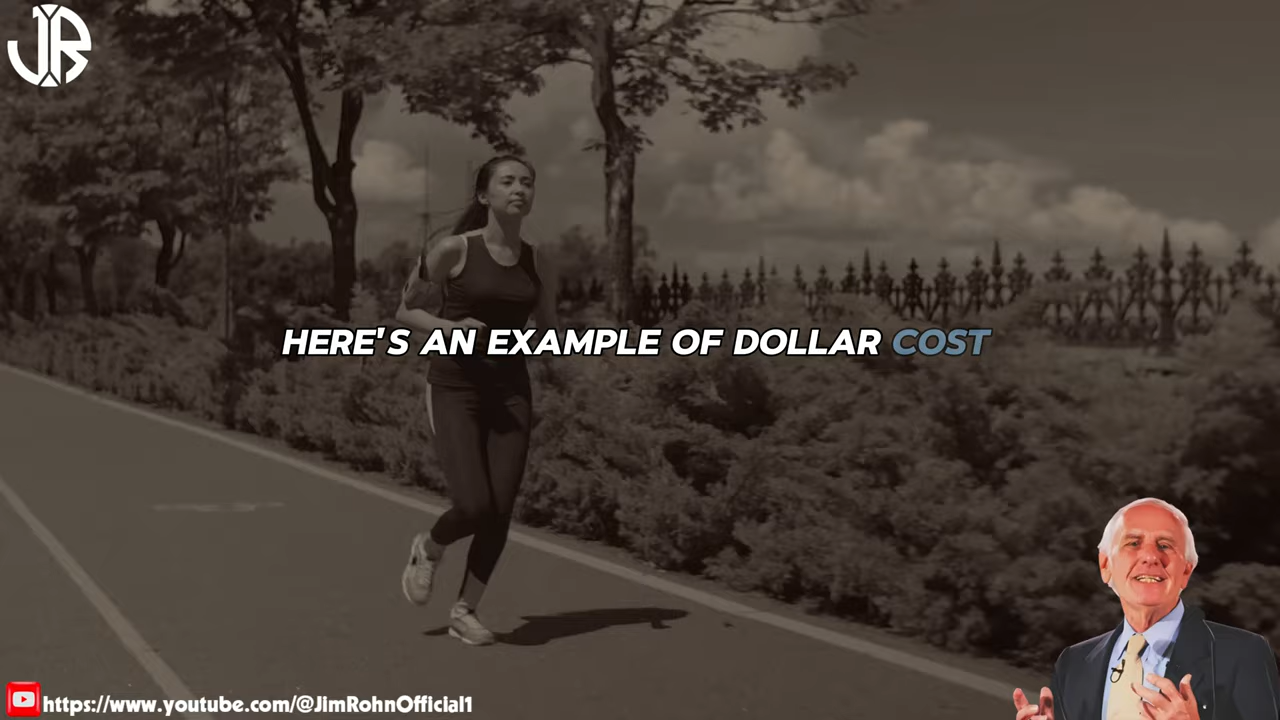 JR
HERE'S AN EXAMPLE OF DOLLAR COST
https://www.youtube.com/@JimRohnOfficial1